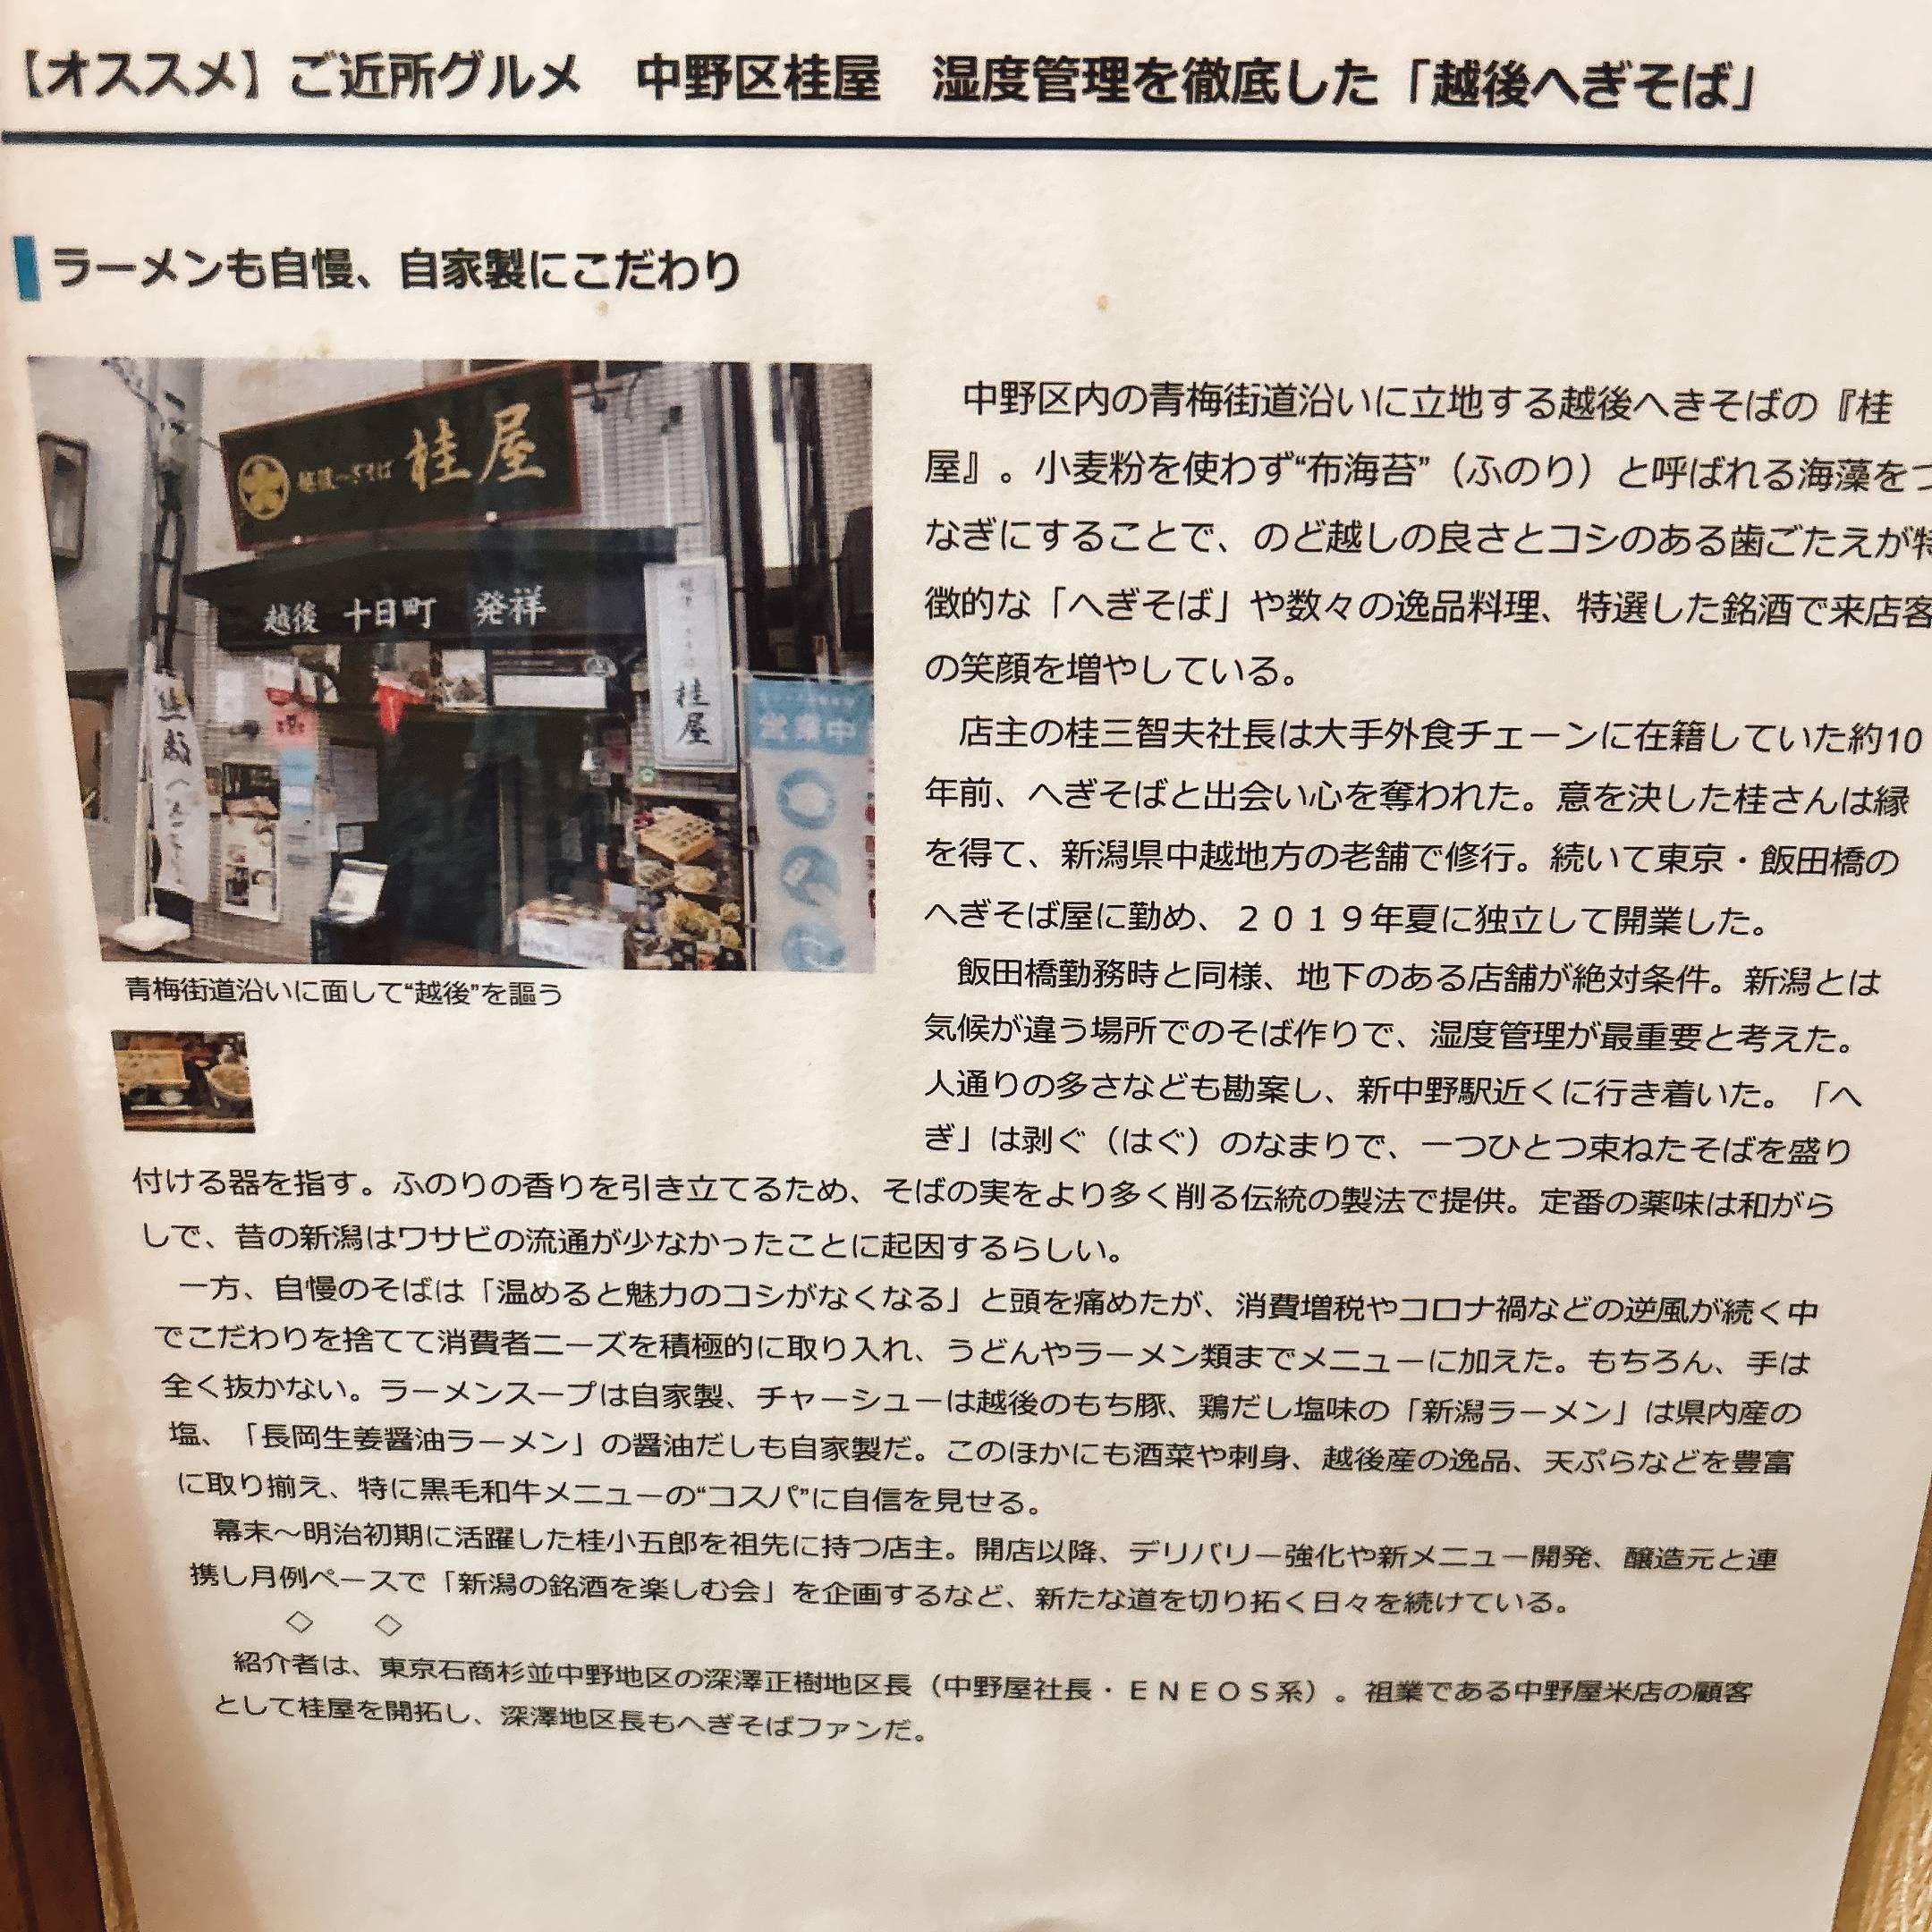 【オススメ】ご近所グルメ　中野区桂屋　湿度管理を徹底した「越後へぎそば」
ラーメンも自慢、自家製にこだわり
桂屋
越後 十日町 発祥
桂屋
営業中
青梅街道沿いに面して“越後”を謳う
中野区内の青梅街道沿いに立地する越後へきそばの『桂
屋』。小麦粉を使わず“布海苔”（ふのり）と呼ばれる海藻をつ
なぎにすることで、のど越しの良さとコシのある歯ごたえが特
徴的な「へぎそば」や数々の逸品料理、特選した銘酒で来店客
の笑顔を増やしている。
店主の桂三智夫社長は大手外食チェーンに在籍していた約10
年前、へぎそばと出会い心を奪われた。意を決した桂さんは縁
を得て、新潟県中越地方の老舗で修行。続いて東京・飯田橋の
へぎそば屋に勤め、２０１９年夏に独立して開業した。
飯田橋勤務時と同様、地下のある店舗が絶対条件。新潟とは
気候が違う場所でのそば作りで、湿度管理が最重要と考えた。
人通りの多さなども勘案し、新中野駅近くに行き着いた。「へ
ぎ」は剥ぐ（はぐ）のなまりで、一つひとつ束ねたそばを盛り
付ける器を指す。ふのりの香りを引き立てるため、そばの実をより多く削る伝統の製法で提供。定番の薬味は和がら
しで、昔の新潟はワサビの流通が少なかったことに起因するらしい。
一方、自慢のそばは「温めると魅力のコシがなくなる」と頭を痛めたが、消費増税やコロナ禍などの逆風が続く中
でこだわりを捨てて消費者ニーズを積極的に取り入れ、うどんやラーメン類までメニューに加えた。もちろん、手は
全く抜かない。ラーメンスープは自家製、チャーシューは越後のもち豚、鶏だし塩味の「新潟ラーメン」は県内産の
塩、「長岡生姜醤油ラーメン」の醤油だしも自家製だ。このほかにも酒菜や刺身、越後産の逸品、天ぷらなどを豊富
に取り揃え、特に黒毛和牛メニューの“コスパ”に自信を見せる。
幕末～明治初期に活躍した桂小五郎を祖先に持つ店主。開店以降、デリバリー強化や新メニュー開発、醸造元と連
携し月例ペースで「新潟の銘酒を楽しむ会」を企画するなど、新たな道を切り拓く日々を続けている。
◇　　◇
紹介者は、東京石商杉並中野地区の深澤正樹地区長（中野屋社長・ＥＮＥＯＳ系）。祖業である中野屋米店の顧客
として桂屋を開拓し、深澤地区長もへぎそばファンだ。